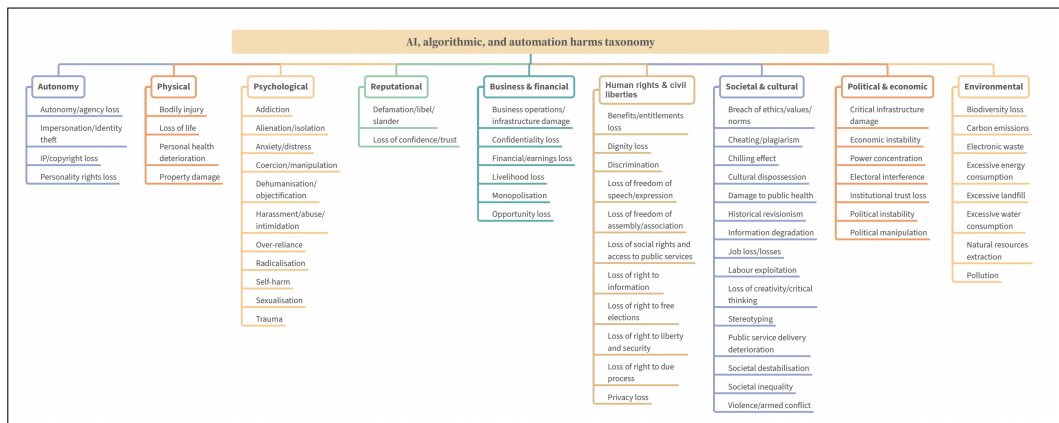 AI, algorithmic, and automation harms taxonomy
Autonomy
Autonomy/agency loss
Impersonation/identity
theft
IP/copyright loss
Personality rights loss
Physical
Bodily injury
Loss of life
Personal health
deterioration
Property damage
Psychological
Addiction
Alienation/isolation
Anxiety/distress
Coercion/manipulation
Dehumanisation/
objectification
Harassment/abuse/
intimidation
Over-reliance
Radicalisation
Self-harm
Sexualisation
Trauma
Reputational
Defamation/libel/
slander
Loss of confidence/trust
Business & financial
Business operations/
infrastructure damage
Confidentiality loss
Financial/earnings loss
Livelihood loss
Monopolisation
Opportunity loss
Human rights & civil
liberties
Benefits/entitlements
loss
Dignity loss
Discrimination
Loss of freedom of
speech/expression
Loss of freedom of
assembly/association
Loss of social rights and
access to public services
Loss of right to
information
Loss of right to free
elections
Loss of right to liberty
and security
Loss of right to due
process
Privacy loss
Societal & cultural
Breach of ethics/values/
norms
Cheating/plagiarism
Chilling effect
Cultural dispossession
Damage to public health
Historical revisionism
Information degradation
Job loss/losses
Labour exploitation
Loss of creativity/critical
thinking
Stereotyping
Public service delivery
deterioration
Societal destabilisation
Societal inequality
Violence/armed conflict
Political & economic
Critical infrastructure
damage
Economic instability
Power concentration
Electoral interference
Institutional trust loss
Political instability
Political manipulation
Environmental
Biodiversity loss
Carbon emissions
Electronic waste
Excessive energy
consumption
Excessive landfill
Excessive water
consumption
Natural resources
extraction
Pollution